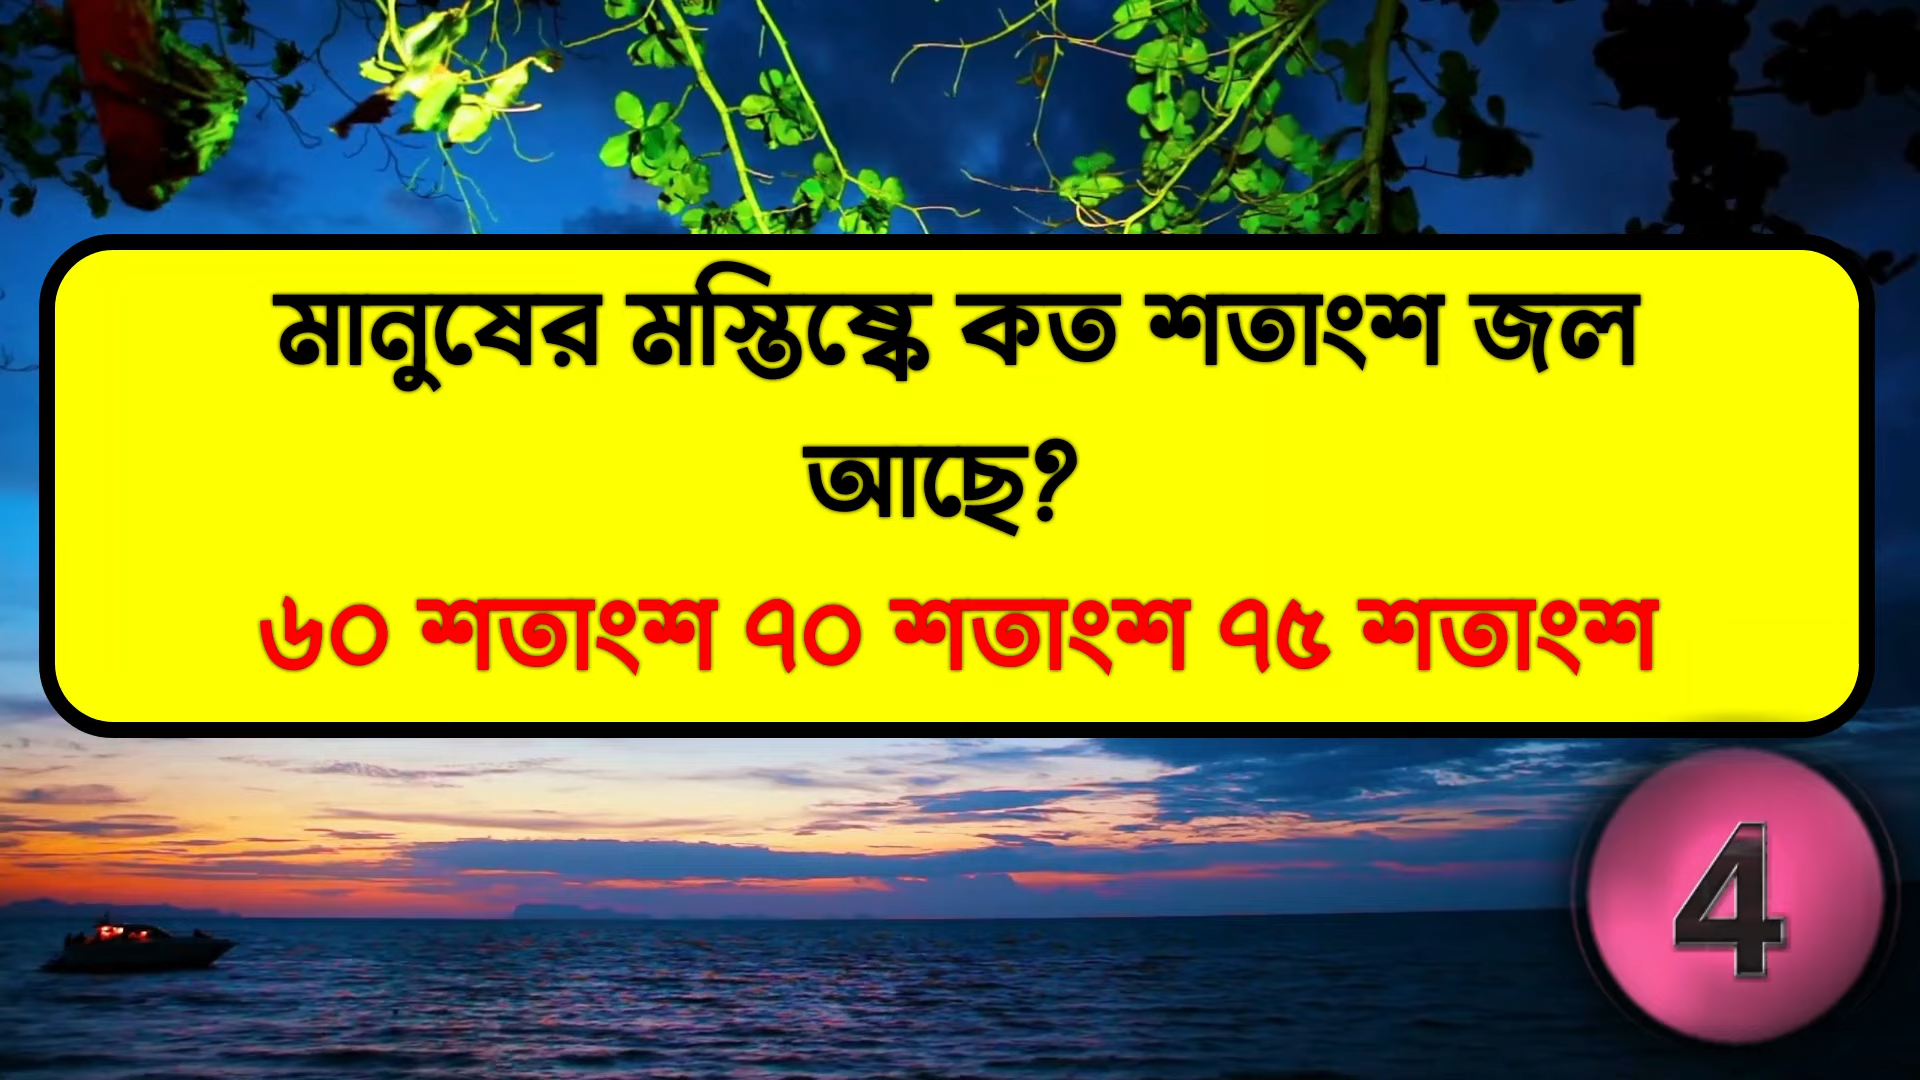 মানুষের মস্তিষ্কে কত শতাংশ জল
আছে?
৬০ শতাংশ ৭০ শতাংশ ৭৫ শতাংশ
4